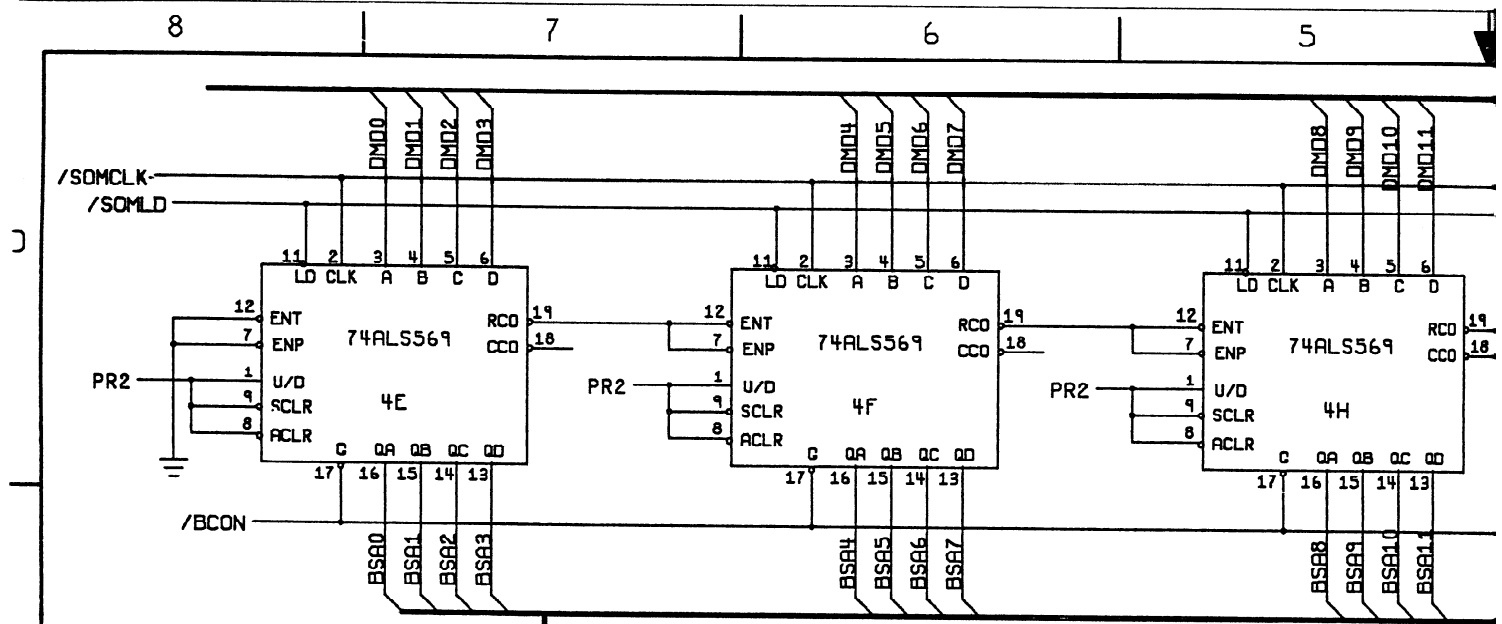 8 7 6 5
DMD0 DMD1 DMD2 DMD3 DMD4 DMD5 DMD6 DMD7 DMD8 DMD9 DMD10 DMD11
/SOMCLK
/SOMLD
11 2 3 4 5 6 11 2 3 4 5 6 11 2 3 4 5 6
LD CLK A B C D LD CLK A B C D LD CLK A B C D
12 ENT RCO 19 12 ENT RCO 19 12 ENT RCO 19
74ALS569 74ALS569 74ALS569
7 ENP CCO 18 7 ENP CCO 18 7 ENP CCO 18
PR2 1 U/D PR2 1 U/D PR2 1 U/D
9 SCLR 4E 9 SCLR 4F 9 SCLR 4H
8 ACLR 8 ACLR 8 ACLR
G QA QB QC QD G QA QB QC QD G QA QB QC QD
17 16 15 14 13 17 16 15 14 13 17 16 15 14 13
/BCON
BSA0 BSA1 BSA2 BSA3 BSA4 BSA5 BSA6 BSA7 BSA8 BSA9 BSA10 BSA11